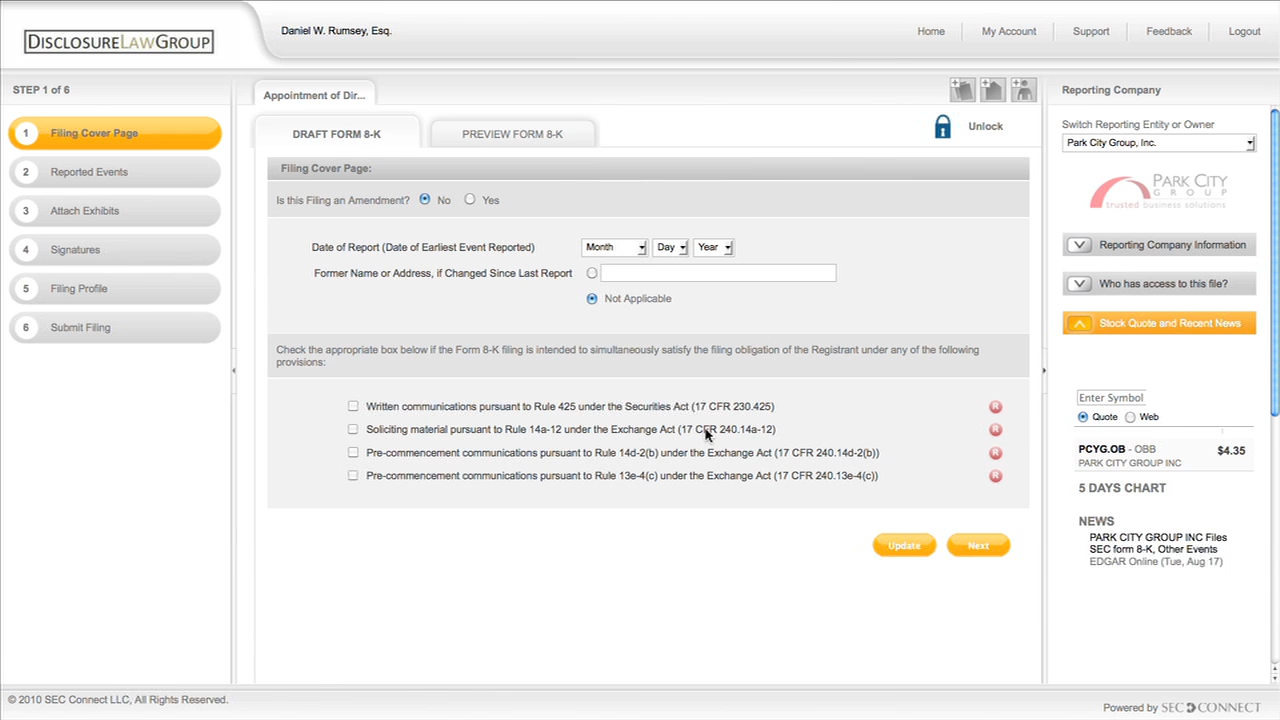 DISCLOSURELAWGROUP
Daniel W. Rumsey, Esq.
Home
My Account
Support
Feedback
Logout
STEP 1 of 6
1 Filing Cover Page
2 Reported Events
3 Attach Exhibits
4 Signatures
5 Filing Profile
6 Submit Filing
Appointment of Dir...
DRAFT FORM 8-K
PREVIEW FORM 8-K
Unlock
Filing Cover Page:
Is this Filing an Amendment? No Yes
Date of Report (Date of Earliest Event Reported) Month Day Year
Former Name or Address, if Changed Since Last Report
Not Applicable
Check the appropriate box below if the Form 8-K filing is intended to simultaneously satisfy the filing obligation of the Registrant under any of the following
provisions:
Written communications pursuant to Rule 425 under the Securities Act (17 CFR 230.425) R
Soliciting material pursuant to Rule 14a-12 under the Exchange Act (17 CFR 240.14a-12) R
Pre-commencement communications pursuant to Rule 14d-2(b) under the Exchange Act (17 CFR 240.14d-2(b)) R
Pre-commencement communications pursuant to Rule 13e-4(c) under the Exchange Act (17 CFR 240.13e-4(c)) R
Update
Next
Reporting Company
Switch Reporting Entity or Owner
Park City Group, Inc.
PARK CITY
GROUP
trusted business solutions
Reporting Company Information
Who has access to this file?
Stock Quote and Recent News
Enter Symbol
Quote Web
PCYG.OB - OBB $4.35
PARK CITY GROUP INC
5 DAYS CHART
NEWS
PARK CITY GROUP INC Files
SEC form 8-K, Other Events
EDGAR Online (Tue, Aug 17)
© 2010 SEC Connect LLC, All Rights Reserved.
Powered by SEC CONNECT